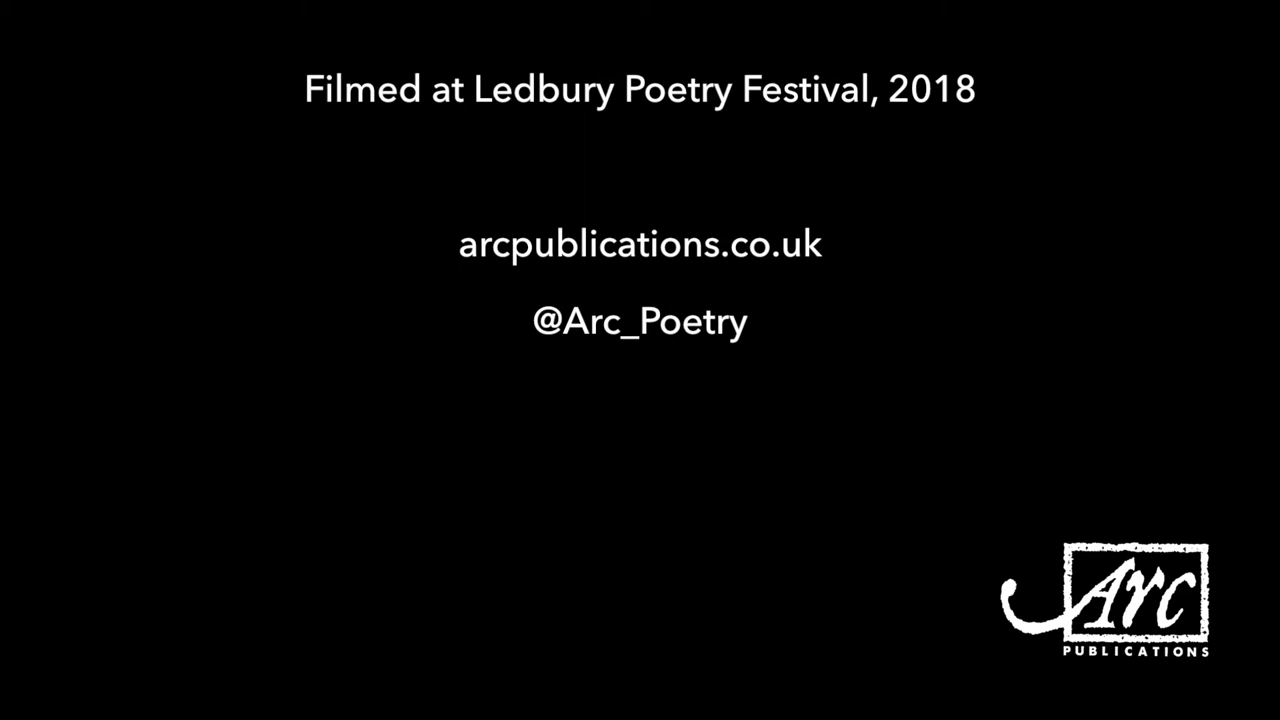 Filmed at Ledbury Poetry Festival, 2018
arcpublications.co.uk
@Arc_Poetry
Arc
PUBLICATIONS